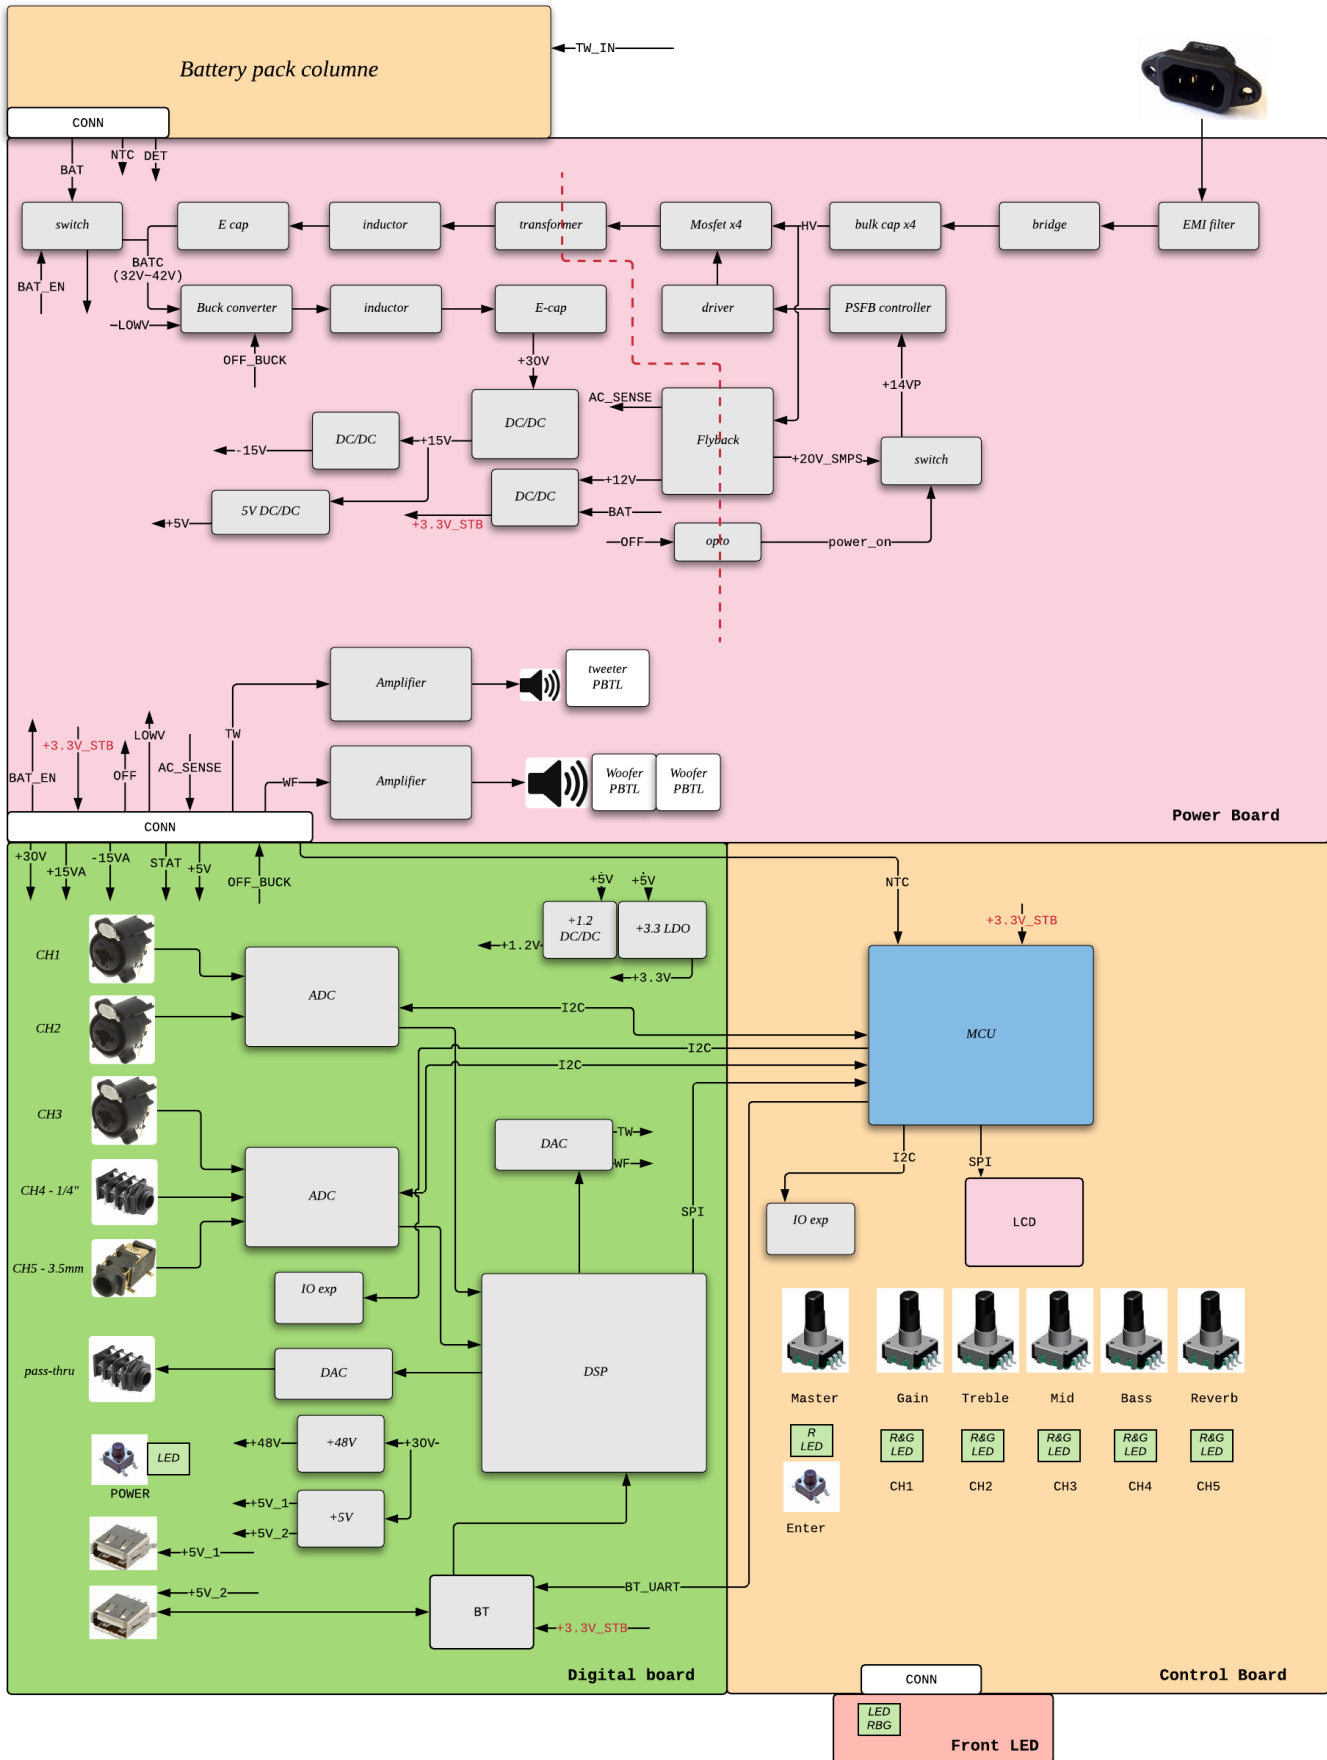 Battery pack columne
TW_IN
CONN
BAT
NTC
DET
switch
E cap
inductor
transformer
Mosfet x4
HV
bulk cap x4
bridge
EMI filter
BATC
(32V~42V)
BAT_EN
Buck converter
inductor
E-cap
driver
PSFB controller
LOWV
OFF_BUCK
+30V
+14VP
AC_SENSE
DC/DC
DC/DC
+15V
-15V
Flyback
+20V_SMPS
switch
+12V
DC/DC
5V DC/DC
BAT
+5V
+3.3V_STB
OFF
opto
power_on
Amplifier
tweeter
PBTL
TW
LOWV
+3.3V_STB
BAT_EN
OFF
AC_SENSE
WF
Amplifier
Woofer
PBTL
Woofer
PBTL
Power Board
CONN
+30V
+15VA
-15VA
STAT
+5V
OFF_BUCK
NTC
+5V
+5V
+1.2
DC/DC
+3.3 LDO
+1.2V
+3.3V
+3.3V_STB
CH1
ADC
CH2
I2C
MCU
I2C
I2C
CH3
DAC
TW
WF
I2C
SPI
CH4 - 1/4"
ADC
SPI
IO exp
LCD
CH5 - 3.5mm
IO exp
pass-thru
DAC
DSP
Master
Gain
Treble
Mid
Bass
Reverb
+48V
+48V
+30V
R
LED
R&G
LED
R&G
LED
R&G
LED
R&G
LED
R&G
LED
LED
POWER
CH1
CH2
CH3
CH4
CH5
+5V_1
+5V
+5V_2
Enter
+5V_1
+5V_2
BT_UART
BT
+3.3V_STB
Digital board
CONN
Control Board
LED
RBG
Front LED